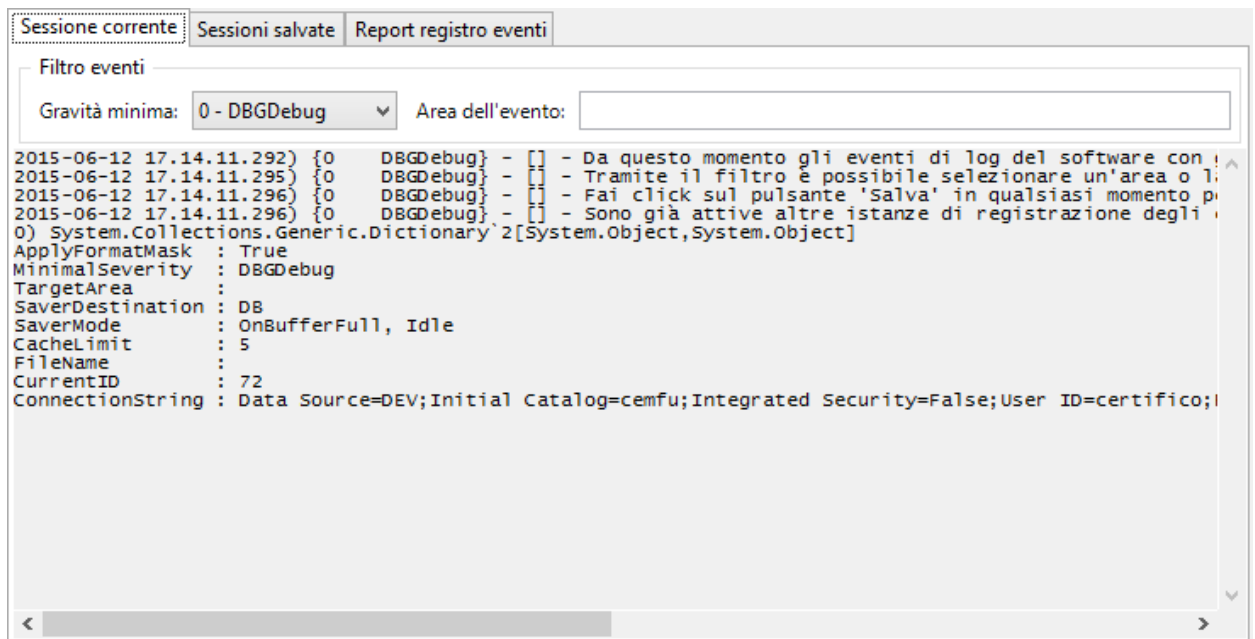 Sessione corrente Sessioni salvate Report registro eventi
Filtro eventi
Gravità minima: 0 - DBGDebug Area dell'evento:
2015-06-12 17.14.11.292) {0 DBGDebug} - [] - Da questo momento gli eventi di log del software con
2015-06-12 17.14.11.295) {0 DBGDebug} - [] - Tramite il filtro è possibile selezionare un'area o
2015-06-12 17.14.11.296) {0 DBGDebug} - [] - Fai click sul pulsante 'Salva' in qualsiasi momento
2015-06-12 17.14.11.296) {0 DBGDebug} - [] - Sono già attive altre istanze di registrazione degli
0) System.Collections.Generic.Dictionary`2[System.Object,System.Object]
ApplyFormatMask : True
MinimalSeverity : DBGDebug
TargetArea :
SaverDestination : DB
SaverMode : OnBufferFull, Idle
CacheLimit : 5
FileName :
CurrentID : 72
ConnectionString : Data Source=DEV;Initial Catalog=cemfu;Integrated Security=False;User ID=certifico;